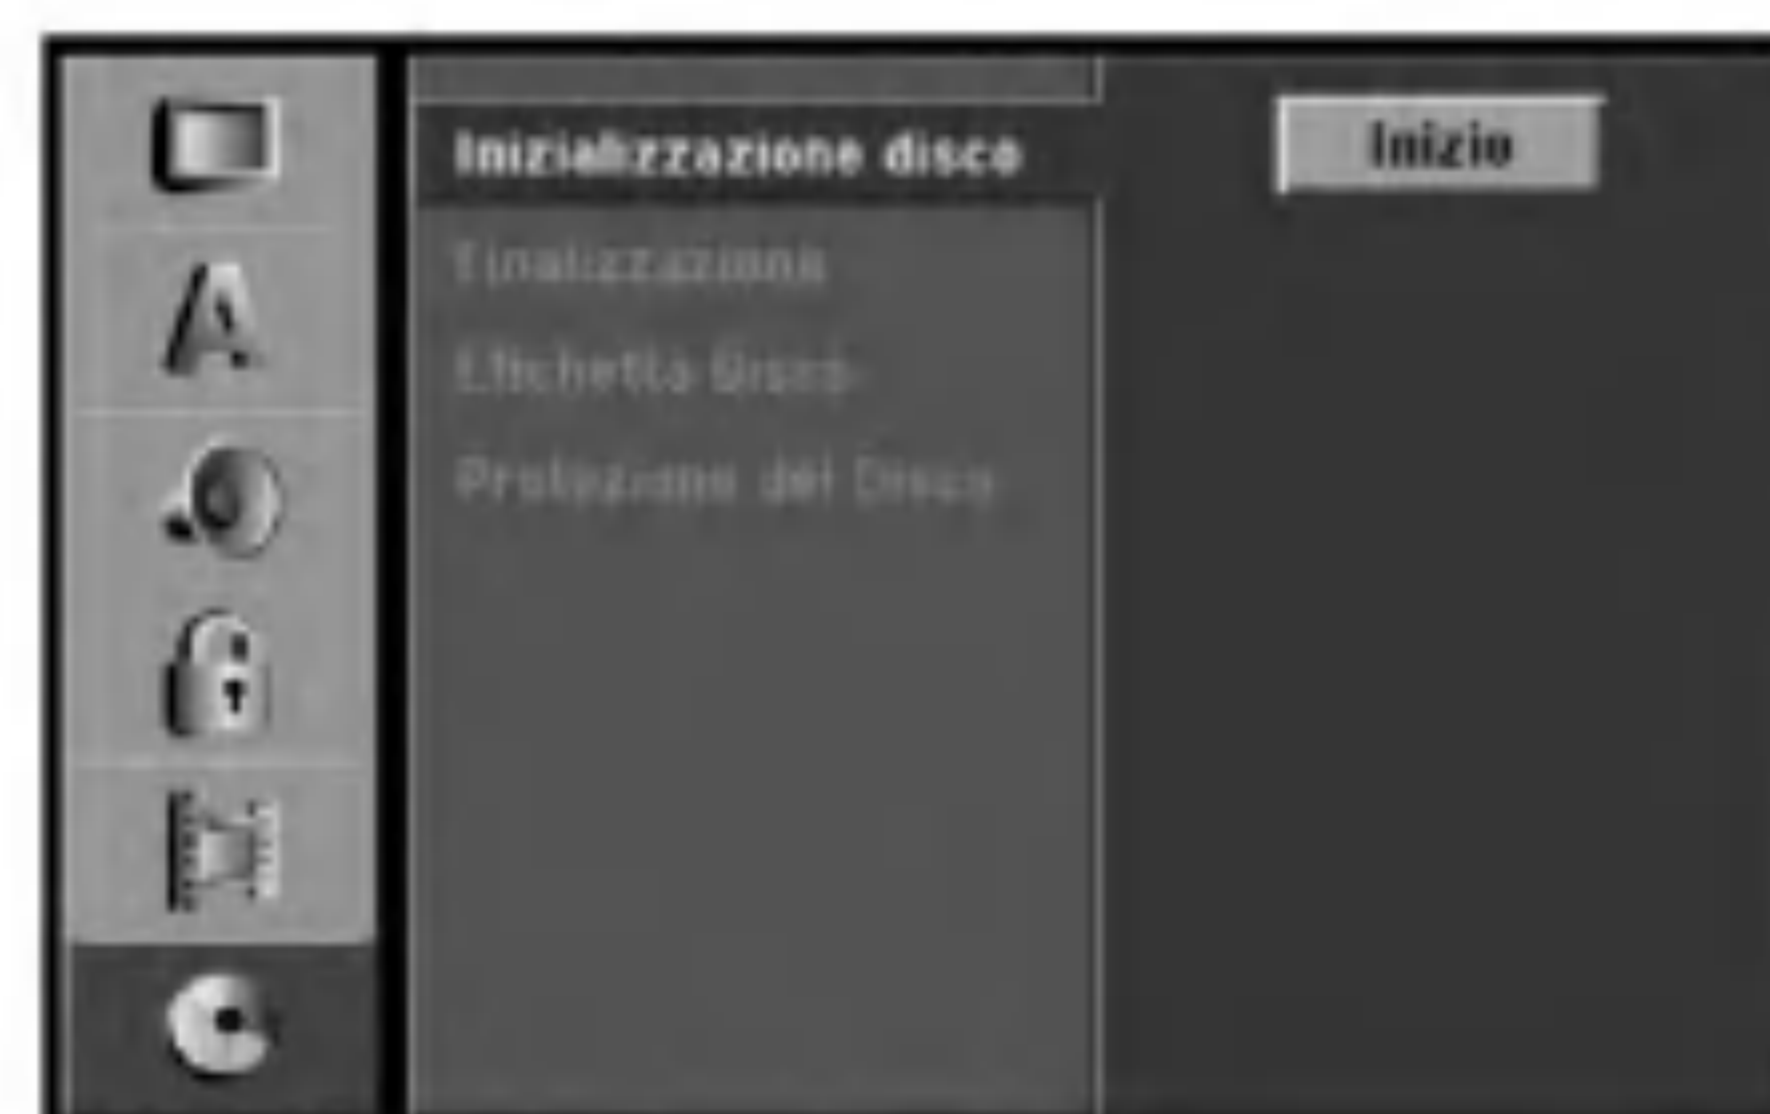 Inizializzazione disco
Inizio
Finalizzazione
Etichetta Disco
Protezione del Disco